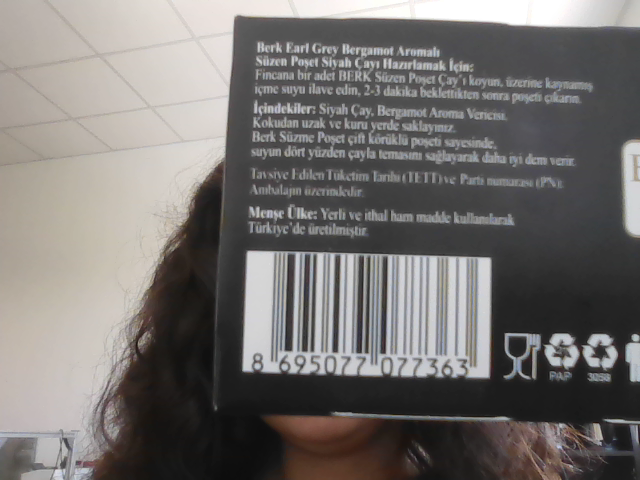 Berk Earl Grey Bergamot Aromalı
Süzen Poşet Siyah Çayı Hazırlamak İçin:
Fincana bir adet BERK Süzen Poşet Çay'ı koyun, üzerine kaynamış
içme suyu ilave edin, 2-3 dakika beklettikten sonra poşeti çıkarın.
İçindekiler: Siyah Çay, Bergamot Aroma Vericisi.
Kokudan uzak ve kuru yerde saklayınız.
Berk Süzme Poşet çift körüklü poşeti sayesinde,
suyun dört yüzden çayla temasını sağlayarak daha iyi dem verir.
Tavsiye Edilen Tüketim Tarihi (TETT) ve Parti numarası (PN):
Ambalajın üzerindedir.
Menşe Ülke: Yerli ve ithal ham madde kullanılarak
Türkiye'de üretilmiştir.
8 695077 077363
PAP